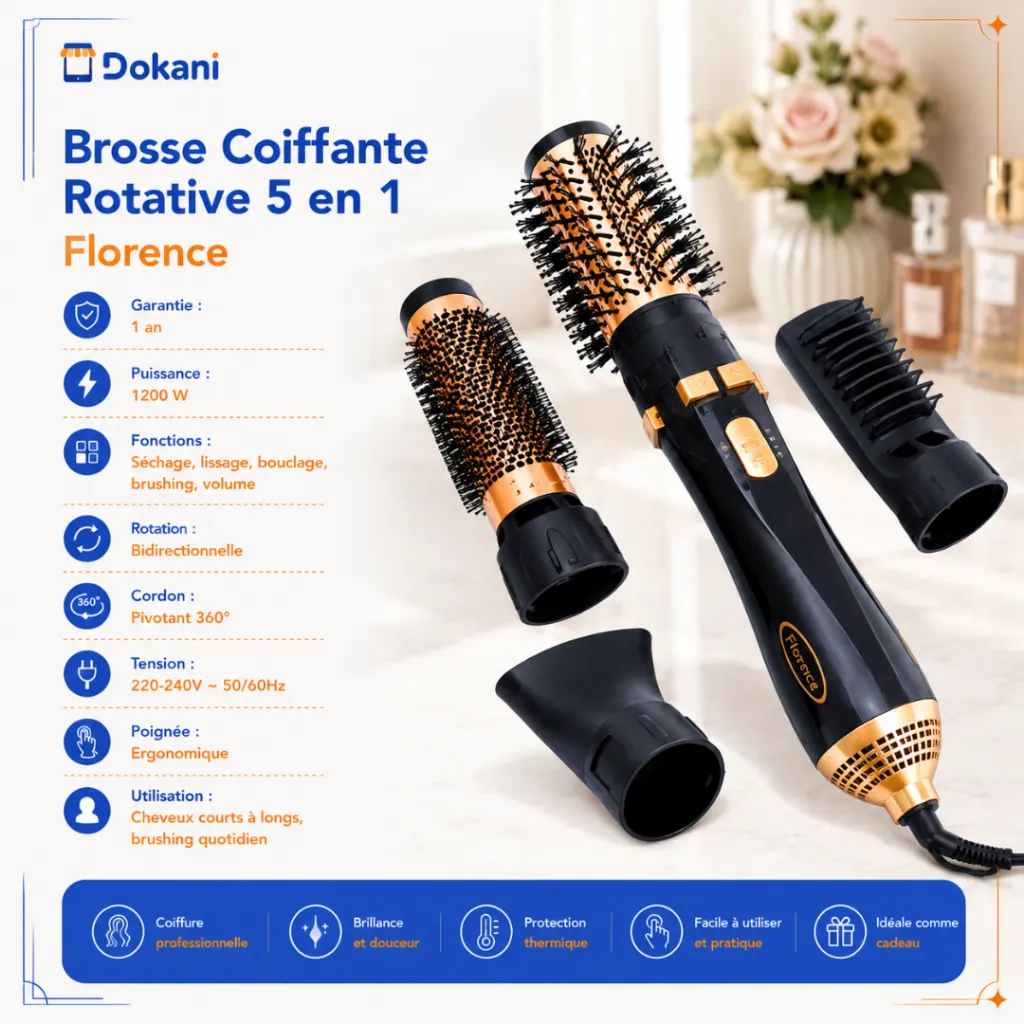 Dokani
Brosse Coiffante
Rotative 5 en 1
Florence
Garantie :
1 an
Puissance :
1200 W
Fonctions :
Séchage, lissage, bouclage,
brushing, volume
Rotation :
Bidirectionnelle
360°
Cordon :
Pivotant 360°
Tension :
220-240V ~ 50/60Hz
Poignée :
Ergonomique
Utilisation :
Cheveux courts à longs,
brushing quotidien
Florence
Coiffure
professionnelle
Brillance
et douceur
Protection
thermique
Facile à utiliser
et pratique
Idéale comme
cadeau